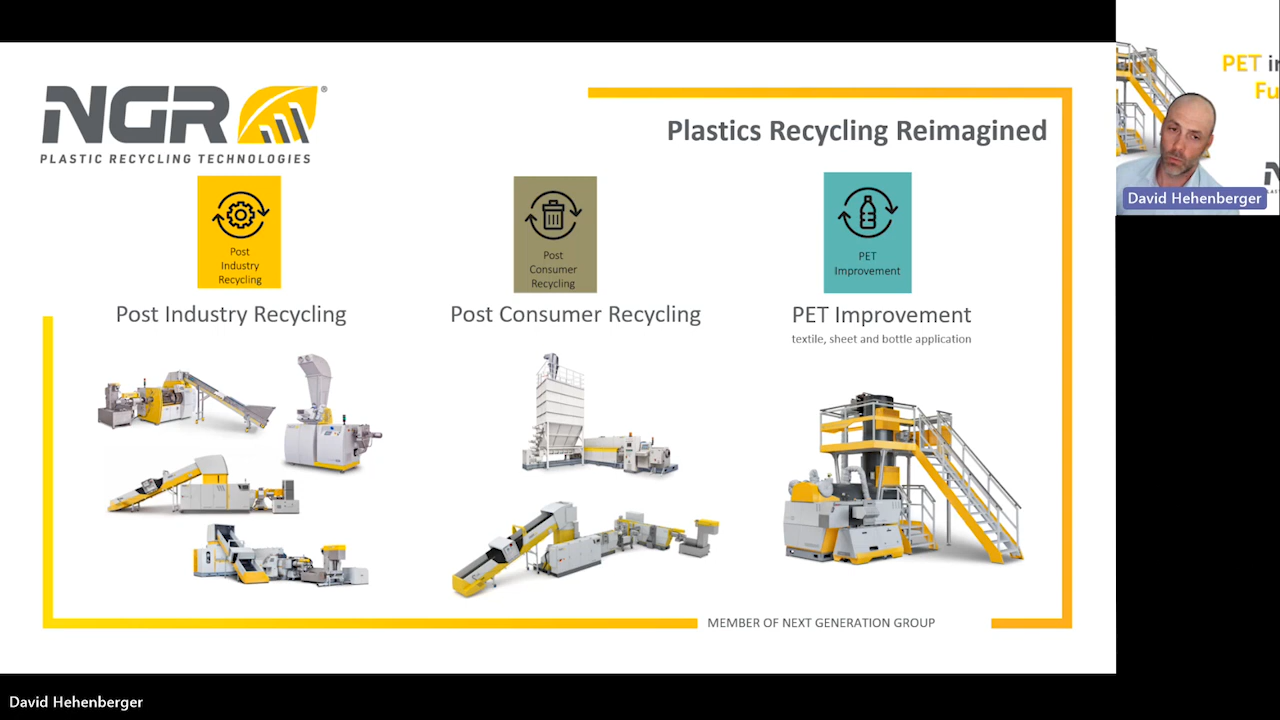 NGR®
PLASTIC RECYCLING TECHNOLOGIES
Plastics Recycling Reimagined
Post
Industry
Recycling
Post
Consumer
Recycling
PET
Improvement
Post Industry Recycling
Post Consumer Recycling
PET Improvement
textile, sheet and bottle application
MEMBER OF NEXT GENERATION GROUP
PET
David Hehenberger
David Hehenberger